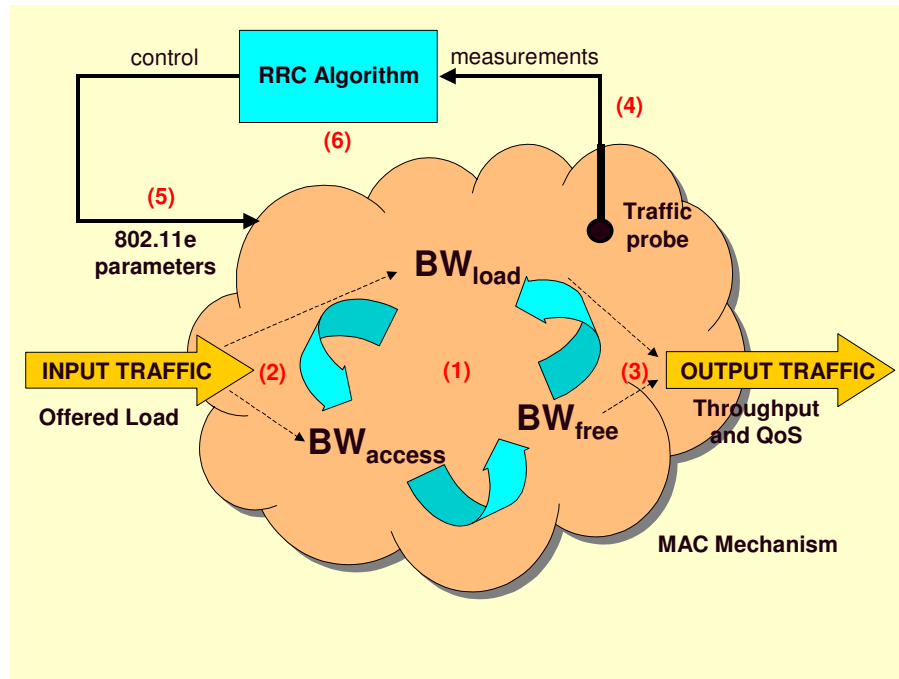 control
RRC Algorithm
measurements
(4)
(6)
(5)
802.11e
parameters
Traffic
probe
BWload
INPUT TRAFFIC
(2)
(1)
(3)
OUTPUT TRAFFIC
Offered Load
Throughput
and QoS
BWfree
BWaccess
MAC Mechanism